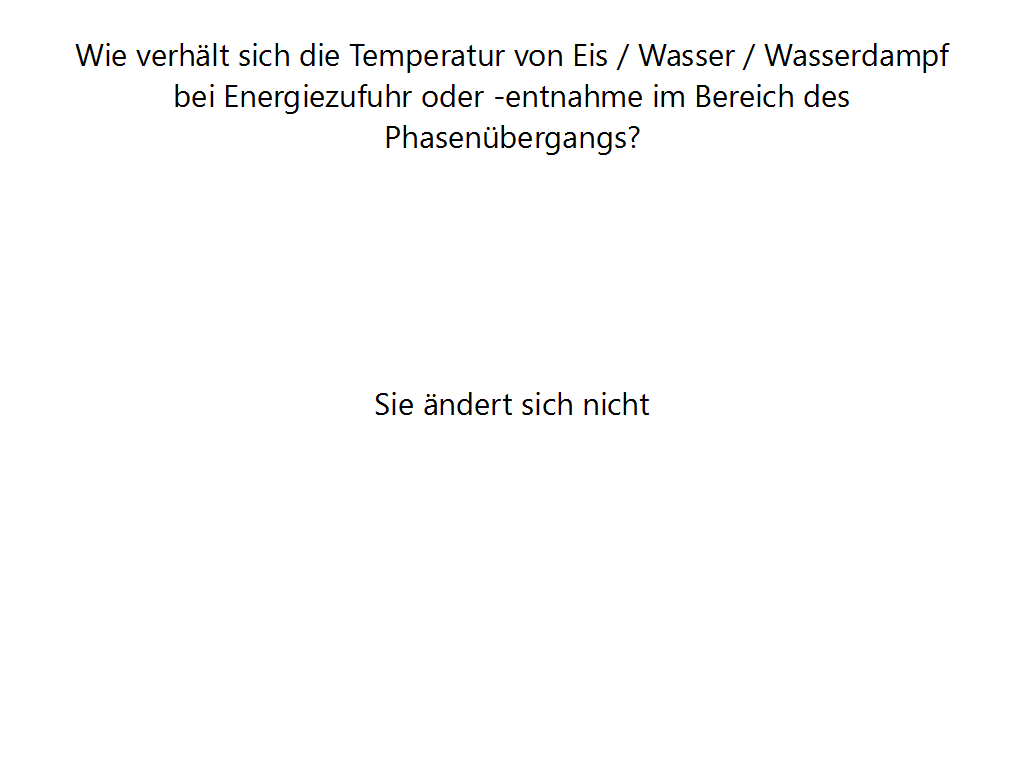 Wie verhält sich die Temperatur von Eis / Wasser / Wasserdampf
bei Energiezufuhr oder -entnahme im Bereich des
Phasenübergangs?
Sie ändert sich nicht